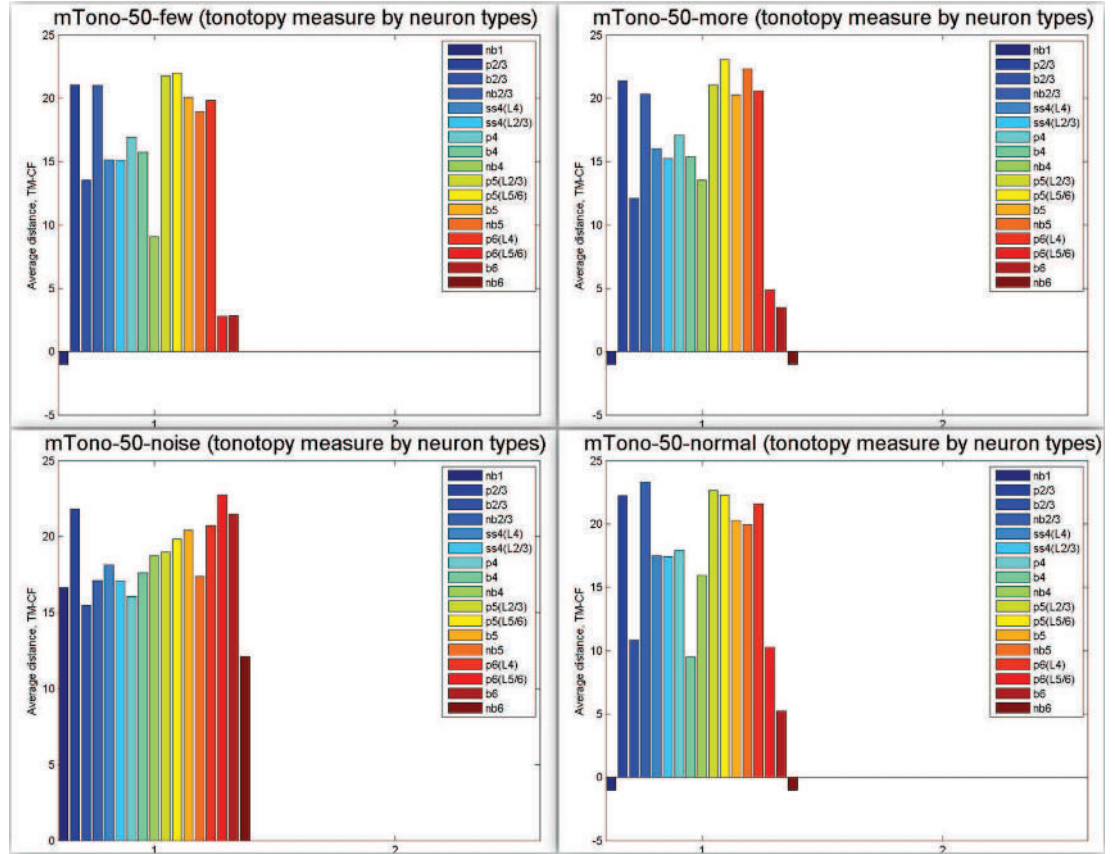 mTono-50-few (tonotopy measure by neuron types)
25
20
15
10
5
0
-5
Average distance, TM-CF
1
2
nb1
p2/3
b2/3
nb2/3
ss4(L4)
ss4(L2/3)
p4
b4
nb4
p5(L2/3)
p5(L5/6)
b5
nb5
p6(L4)
p6(L5/6)
b6
nb6
mTono-50-more (tonotopy measure by neuron types)
25
20
15
10
5
0
-5
Average distance, TM-CF
1
2
nb1
p2/3
b2/3
nb2/3
ss4(L4)
ss4(L2/3)
p4
b4
nb4
p5(L2/3)
p5(L5/6)
b5
nb5
p6(L4)
p6(L5/6)
b6
nb6
mTono-50-noise (tonotopy measure by neuron types)
25
20
15
10
5
0
Average distance, TM-CF
1
2
nb1
p2/3
b2/3
nb2/3
ss4(L4)
ss4(L2/3)
p4
b4
nb4
p5(L2/3)
p5(L5/6)
b5
nb5
p6(L4)
p6(L5/6)
b6
nb6
mTono-50-normal (tonotopy measure by neuron types)
25
20
15
10
5
0
-5
Average distance, TM-CF
1
2
nb1
p2/3
b2/3
nb2/3
ss4(L4)
ss4(L2/3)
p4
b4
nb4
p5(L2/3)
p5(L5/6)
b5
nb5
p6(L4)
p6(L5/6)
b6
nb6